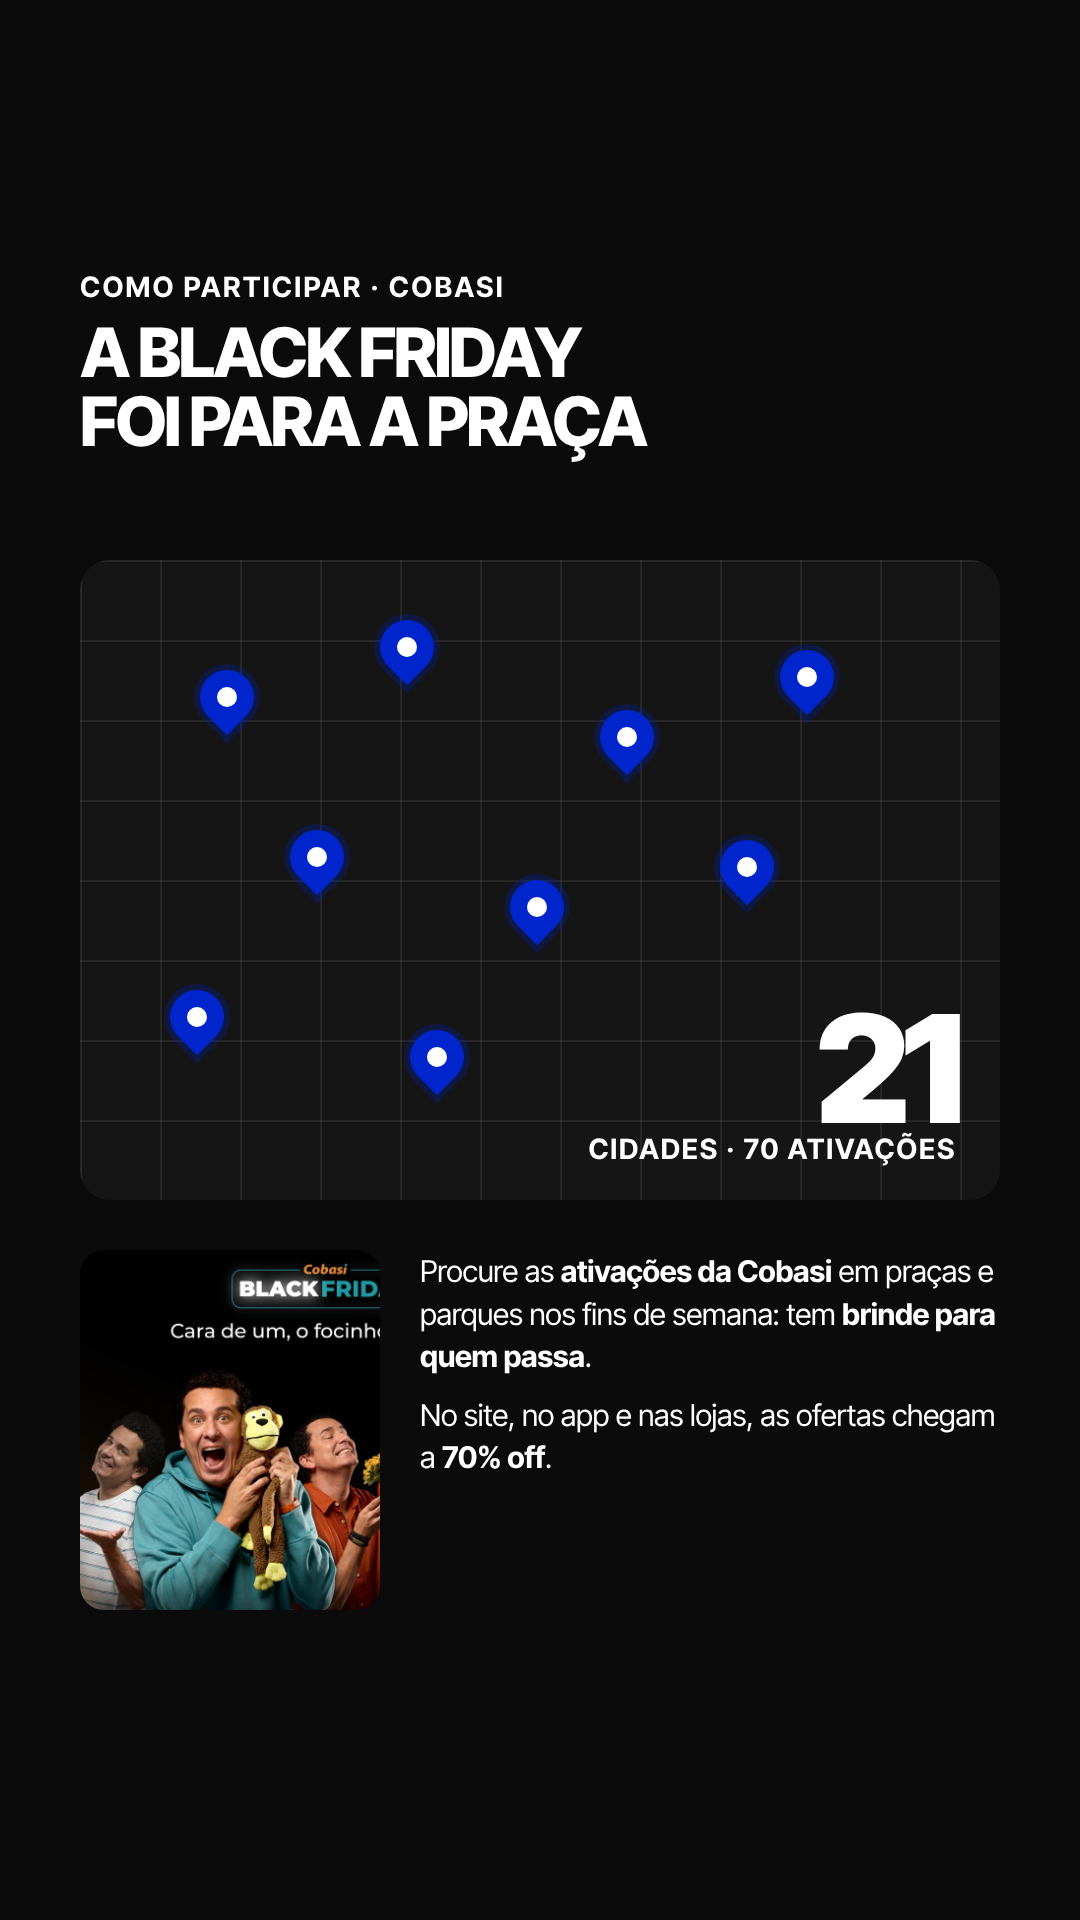 COMO PARTICIPAR · COBASI
A BLACK FRIDAY
FOI PARA A PRAÇA
21
CIDADES · 70 ATIVAÇÕES
Cobasi
BLACK FRID
Cara de um, o focinho
Procure as ativações da Cobasi em praças e
parques nos fins de semana: tem brinde para
quem passa.
No site, no app e nas lojas, as ofertas chegam
a 70% off.